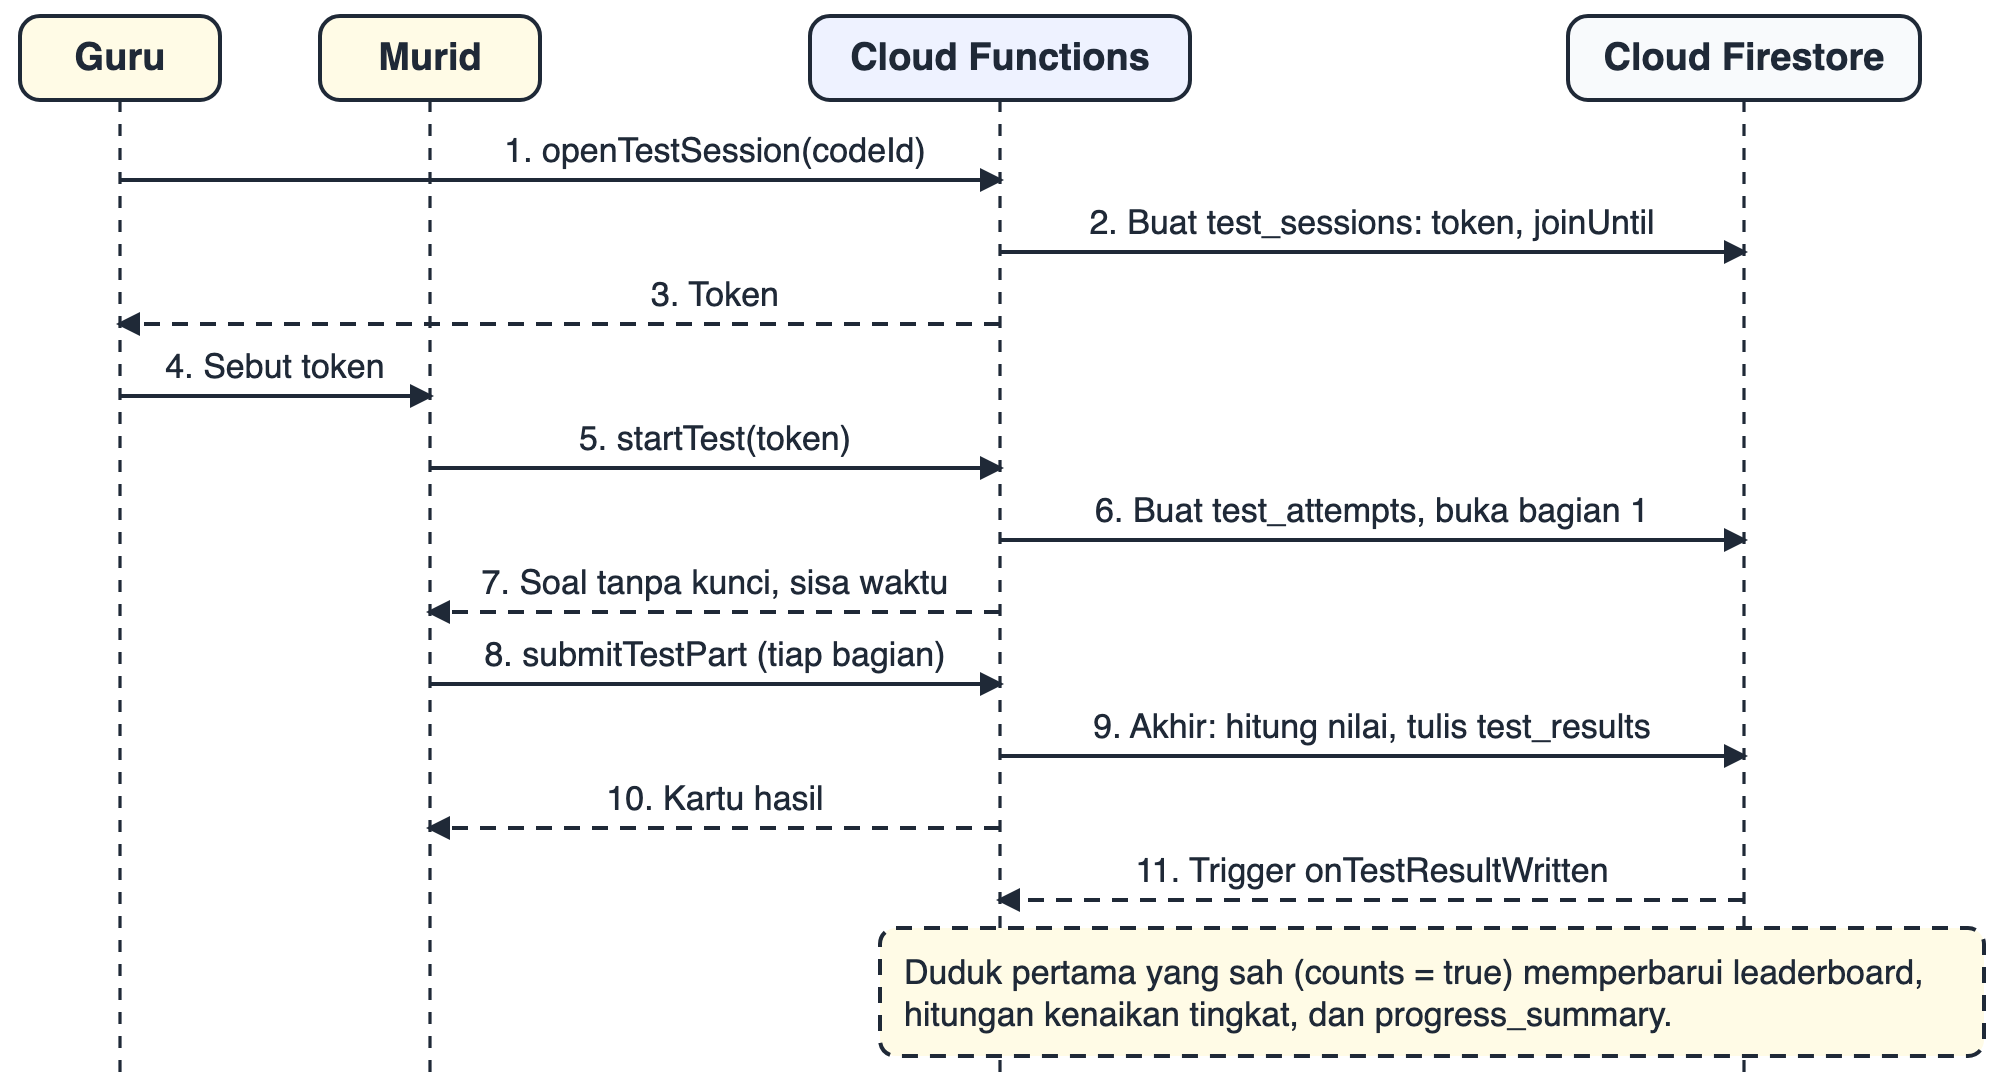 Guru
Murid
Cloud Functions
Cloud Firestore
1. openTestSession(codeId)
2. Buat test_sessions: token, joinUntil
3. Token
4. Sebut token
5. startTest(token)
6. Buat test_attempts, buka bagian 1
7. Soal tanpa kunci, sisa waktu
8. submitTestPart (tiap bagian)
9. Akhir: hitung nilai, tulis test_results
10. Kartu hasil
11. Trigger onTestResultWritten
Duduk pertama yang sah (counts = true) memperbarui leaderboard,
hitungan kenaikan tingkat, dan progress_summary.